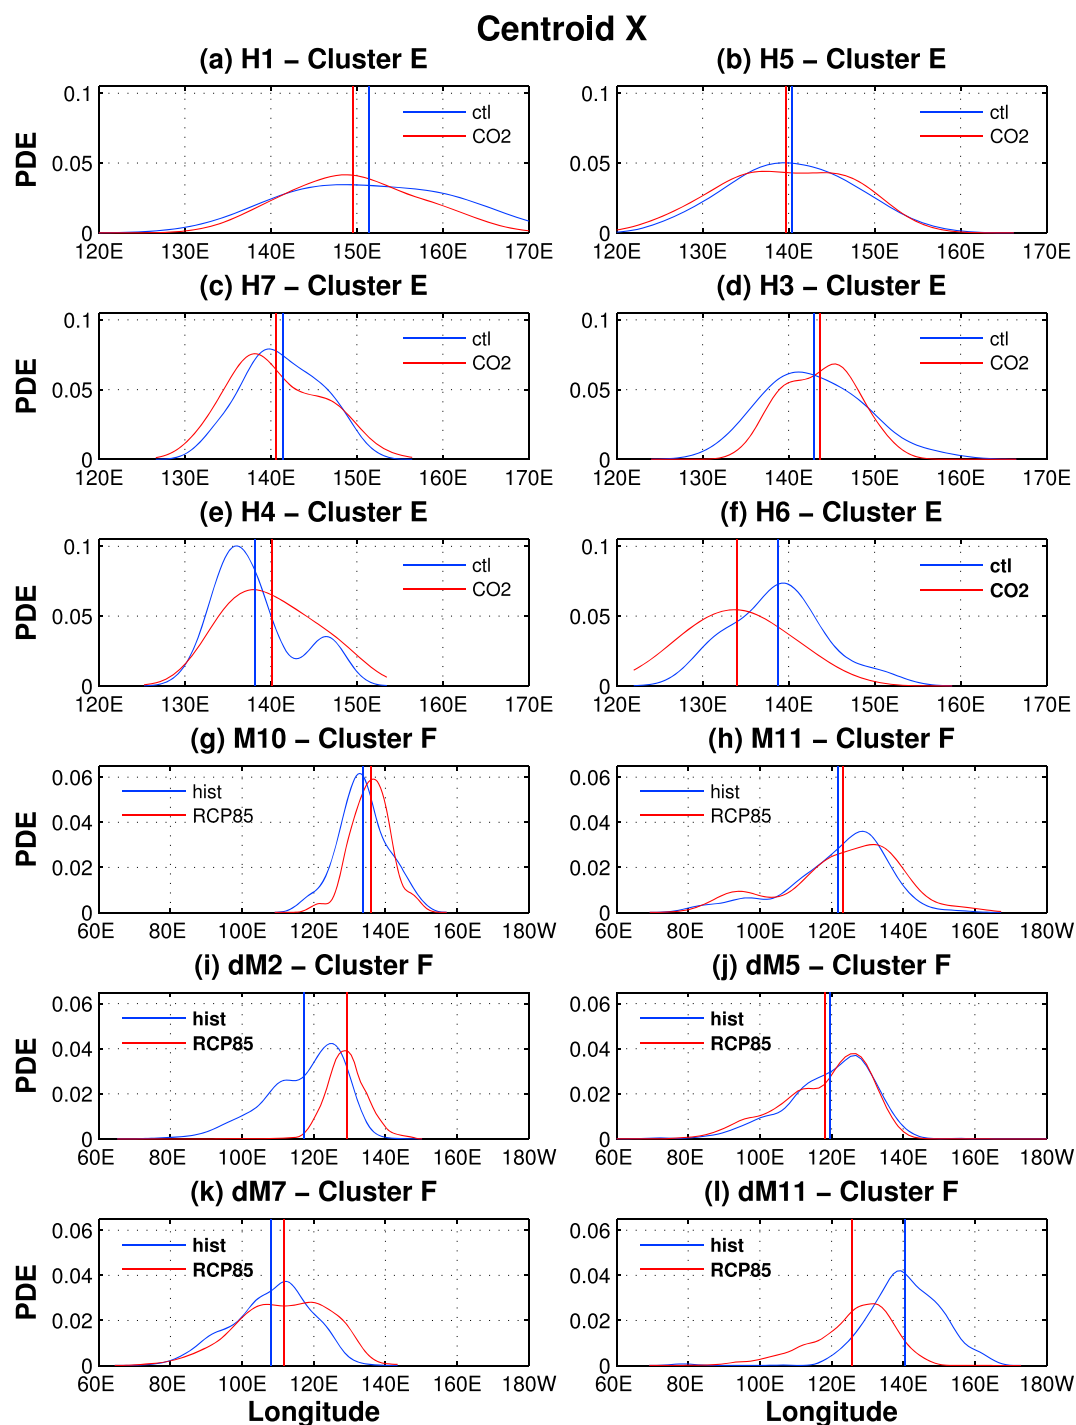 Centroid X
(a) H1 – Cluster E
(b) H5 – Cluster E
PDE
0.1
0.05
0
ctl
CO2
120E 130E 140E 150E 160E 170E
0.1
0.05
0
ctl
CO2
120E 130E 140E 150E 160E 170E
(c) H7 – Cluster E
(d) H3 – Cluster E
PDE
0.1
0.05
0
ctl
CO2
120E 130E 140E 150E 160E 170E
0.1
0.05
0
ctl
CO2
120E 130E 140E 150E 160E 170E
(e) H4 – Cluster E
(f) H6 – Cluster E
PDE
0.1
0.05
0
ctl
CO2
120E 130E 140E 150E 160E 170E
0.1
0.05
0
ctl
CO2
120E 130E 140E 150E 160E 170E
(g) M10 – Cluster F
(h) M11 – Cluster F
PDE
0.06
0.04
0.02
0
hist
RCP85
60E 80E 100E 120E 140E 160E 180W
0.06
0.04
0.02
0
hist
RCP85
60E 80E 100E 120E 140E 160E 180W
(i) dM2 – Cluster F
(j) dM5 – Cluster F
PDE
0.06
0.04
0.02
0
hist
RCP85
60E 80E 100E 120E 140E 160E 180W
0.06
0.04
0.02
0
hist
RCP85
60E 80E 100E 120E 140E 160E 180W
(k) dM7 – Cluster F
(l) dM11 – Cluster F
PDE
0.06
0.04
0.02
0
hist
RCP85
60E 80E 100E 120E 140E 160E 180W
Longitude
0.06
0.04
0.02
0
hist
RCP85
60E 80E 100E 120E 140E 160E 180W
Longitude